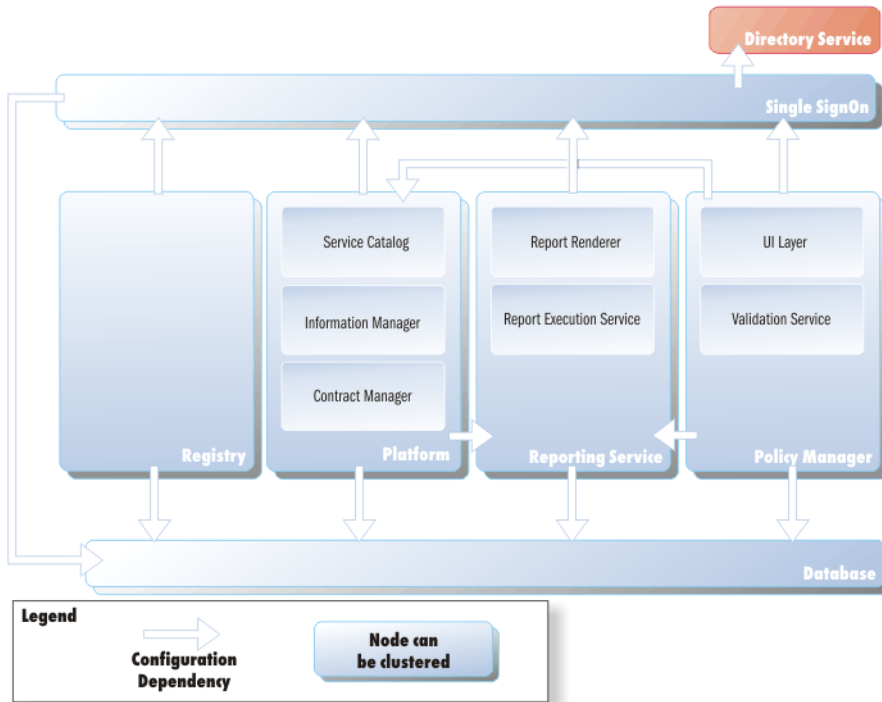 Directory Service
Single SignOn
Service Catalog
Information Manager
Contract Manager
Report Renderer
Report Execution Service
UI Layer
Validation Service
Registry
Platform
Reporting Service
Policy Manager
Database
Legend
Configuration
Dependency
Node can
be clustered